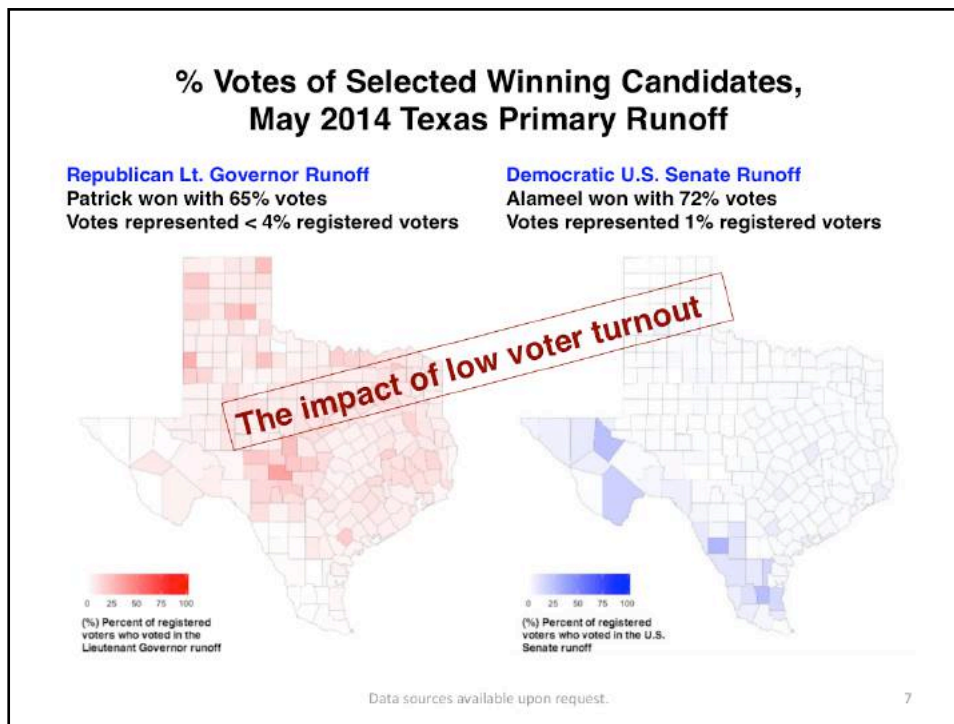 % Votes of Selected Winning Candidates,
May 2014 Texas Primary Runoff
Republican Lt. Governor Runoff
Patrick won with 65% votes
Votes represented < 4% registered voters
Democratic U.S. Senate Runoff
Alameel won with 72% votes
Votes represented 1% registered voters
The impact of low voter turnout
0 25 50 75 100
(%) Percent of registered
voters who voted in the
Lieutenant Governor runoff
0 25 50 75 100
(%) Percent of registered
voters who voted in the U.S.
Senate runoff
Data sources available upon request.
7